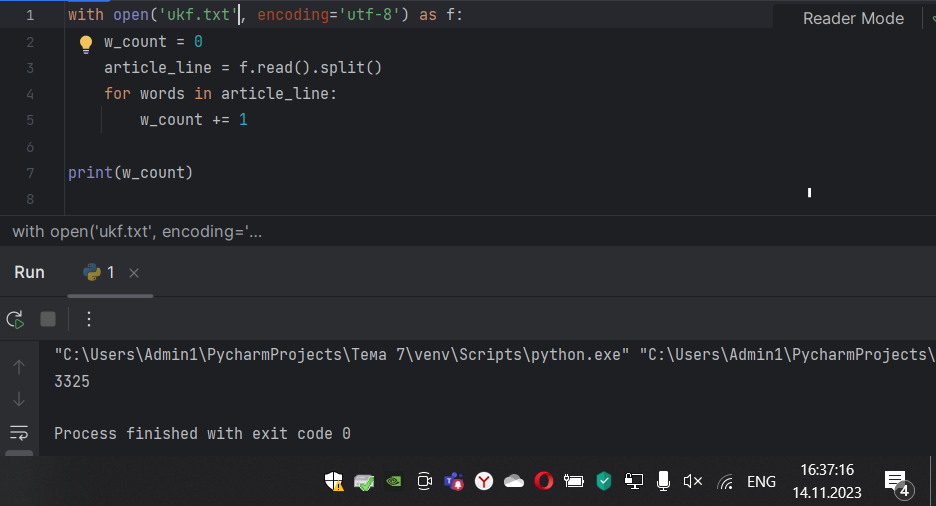 1 with open('ukf.txt', encoding='utf-8') as f:
Reader Mode
2 w_count = 0
3 article_line = f.read().split()
4 for words in article_line:
5 w_count += 1
6
7 print(w_count)
8
with open('ukf.txt', encoding='...
Run 1
"C:\Users\Admin1\PycharmProjects\Тема 7\venv\Scripts\python.exe" "C:\Users\Admin1\PycharmProjects\
3325
Process finished with exit code 0
ENG
16:37:16
14.11.2023
4